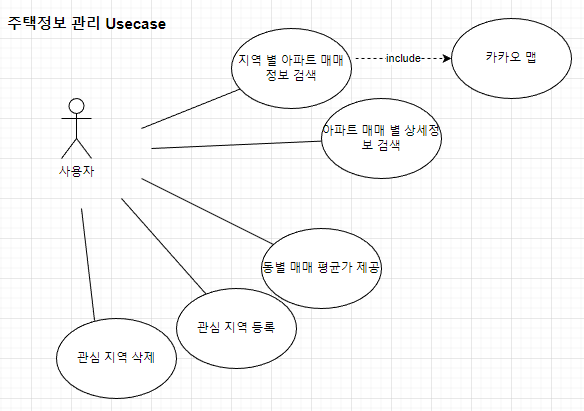 주택정보 관리 Usecase
지역 별 아파트 매매
정보 검색
include
카카오 맵
아파트 매매 별 상세정
보 검색
사용자
동별 매매 평균가 제공
관심 지역 등록
관심 지역 삭제